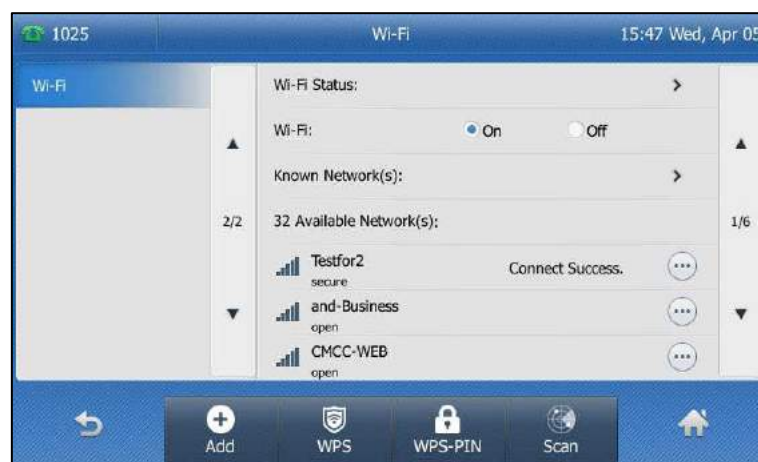 1025 Wi-Fi 15:47 Wed, Apr 05
Wi-Fi
Wi-Fi Status:
Wi-Fi: On Off
Known Network(s):
2/2
32 Available Network(s):
1/6
Testfor2
secure
Connect Success.
and-Business
open
CMCC-WEB
open
Add WPS WPS-PIN Scan